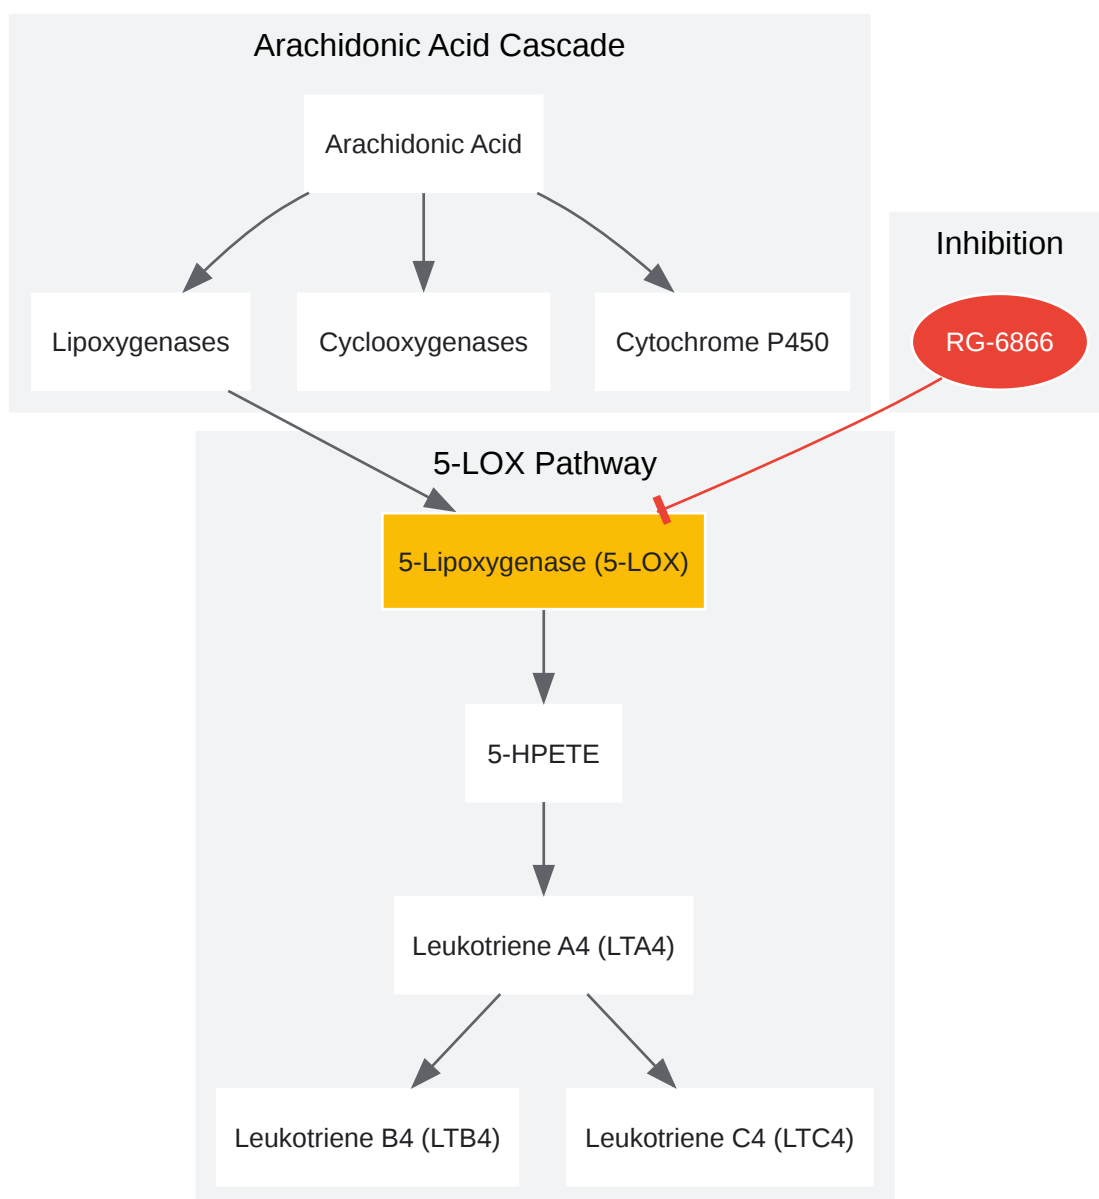 Arachidonic Acid Cascade
Arachidonic Acid
Inhibition
Lipoxygenases
Cyclooxygenases
Cytochrome P450
RG-6866
5-LOX Pathway
5-Lipoxygenase (5-LOX)
5-HPETE
Leukotriene A4 (LTA4)
Leukotriene B4 (LTB4)
Leukotriene C4 (LTC4)